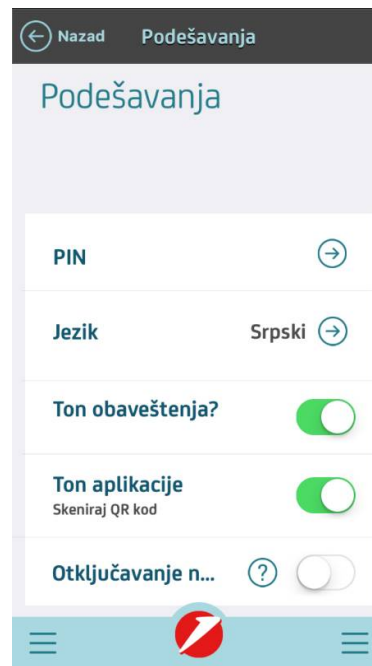 Nazad Podešavanja
Podešavanja
PIN
Jezik Srpski
Ton obaveštenja?
Ton aplikacije
Skeniraj QR kod
Otključavanje n... ?